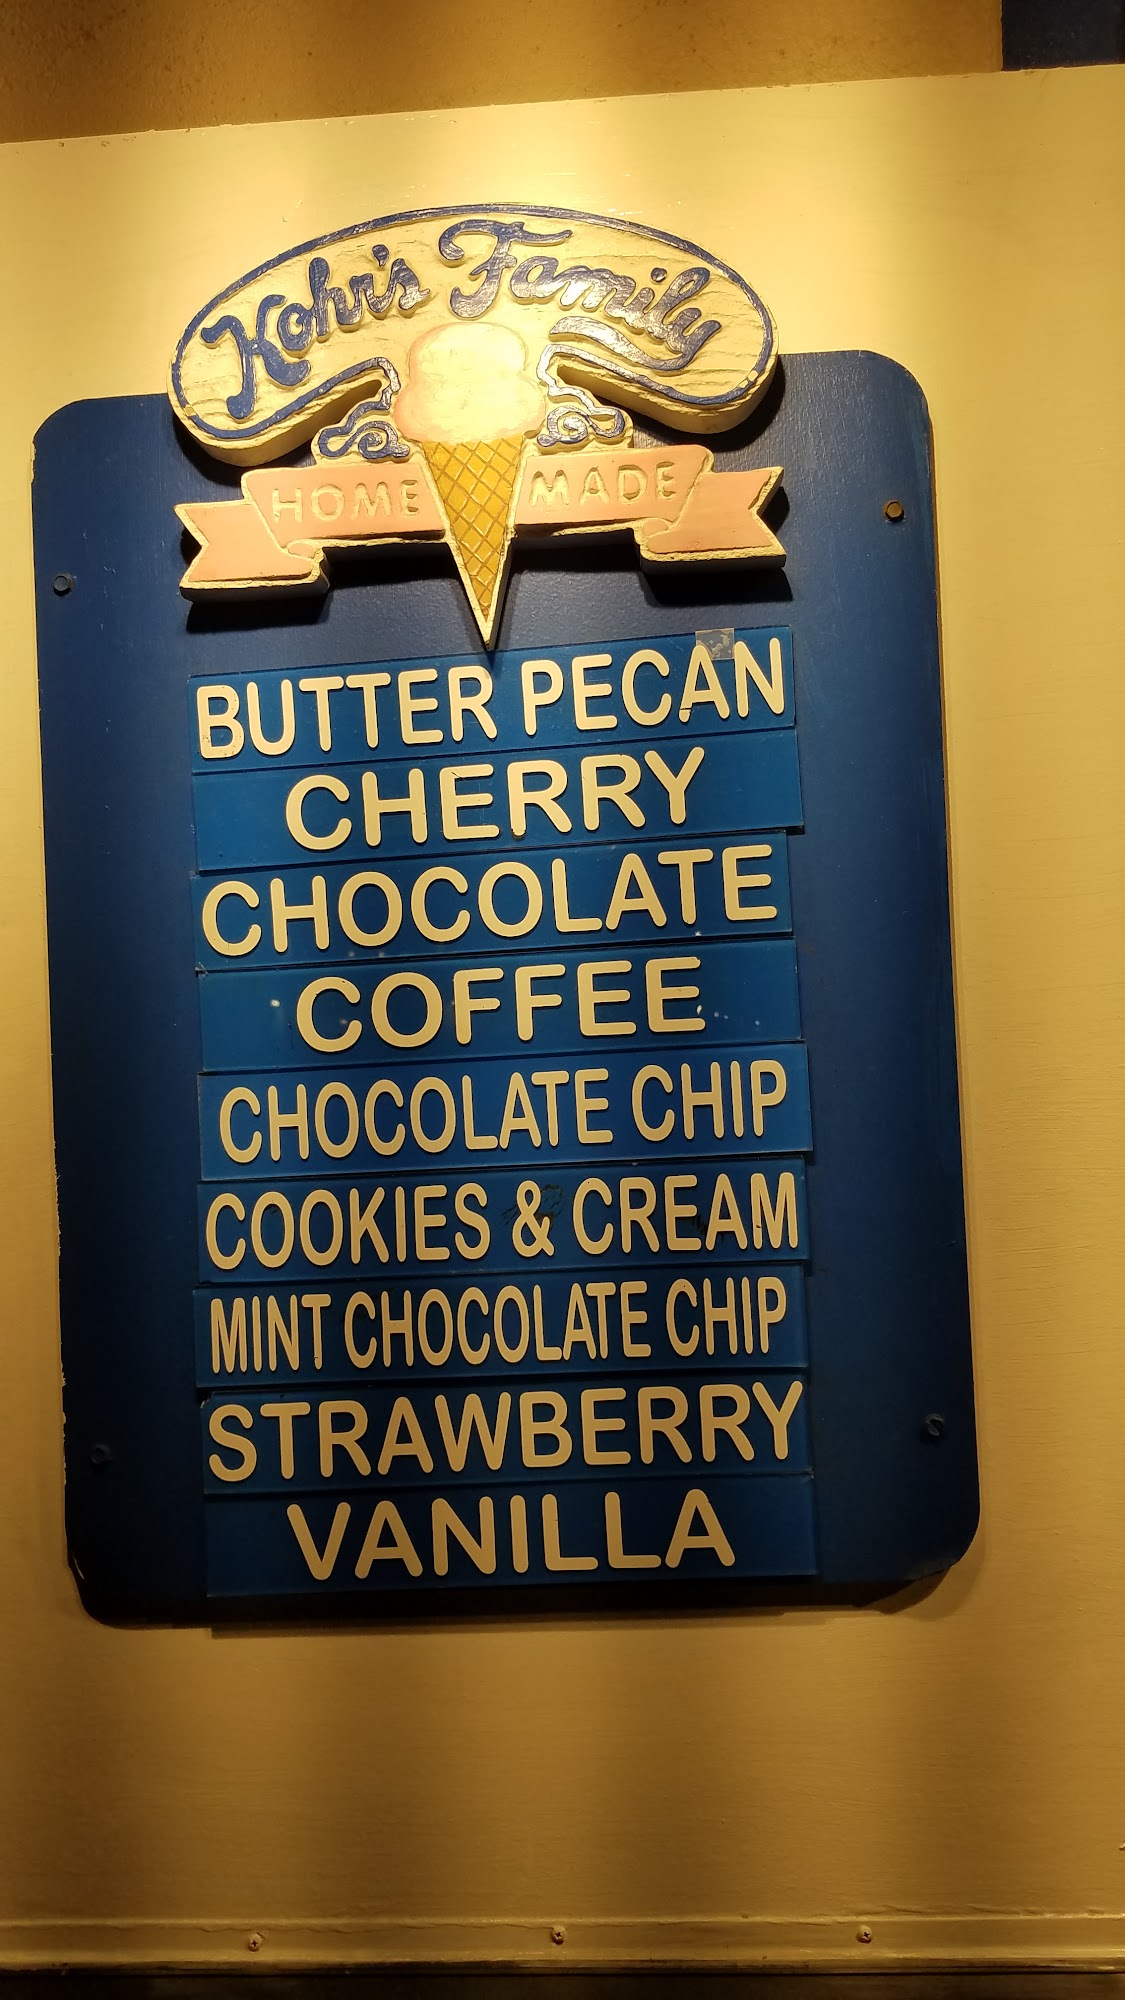 Kohr's Family
HOME MADE
BUTTER PECAN
CHERRY
CHOCOLATE
COFFEE
CHOCOLATE CHIP
COOKIES & CREAM
MINT CHOCOLATE CHIP
STRAWBERRY
VANILLA